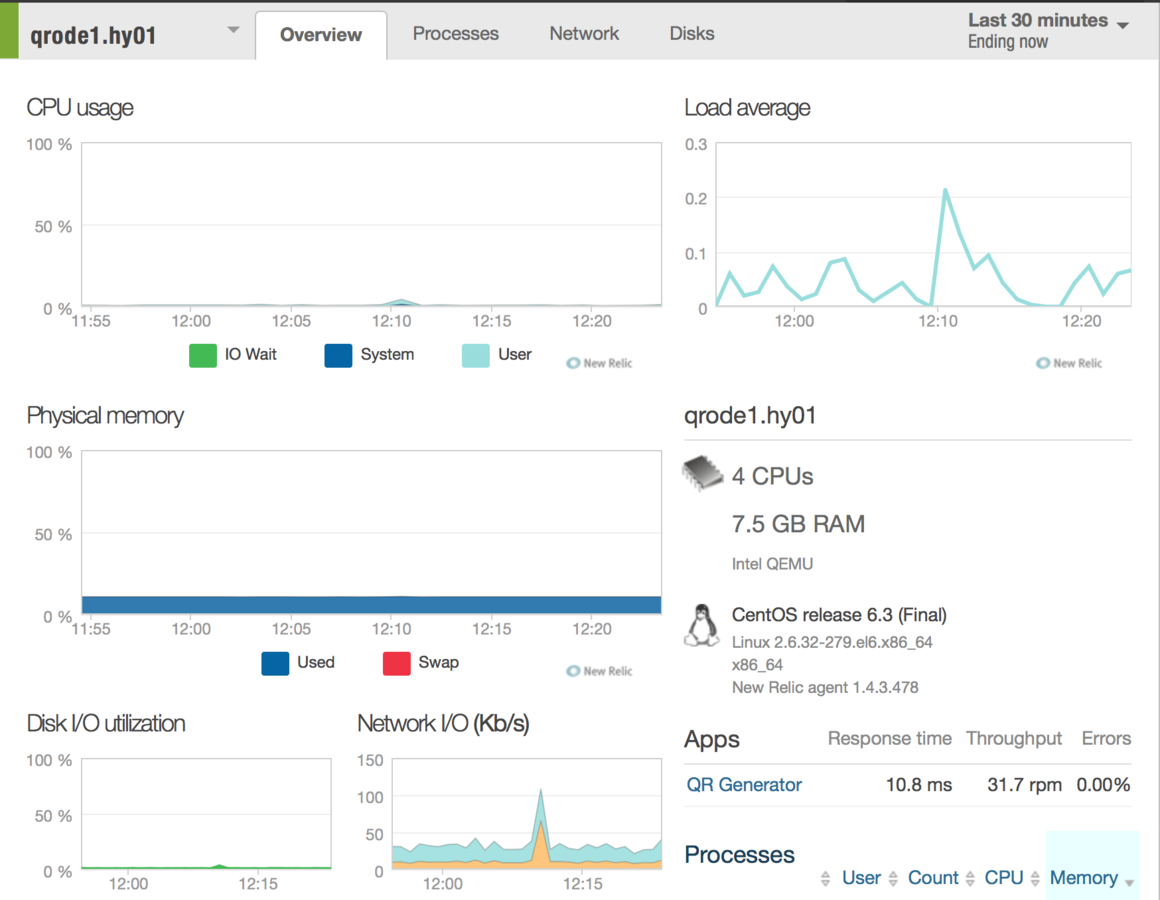 qrode1.hy01
Overview
Processes
Network
Disks
Last 30 minutes
Ending now
CPU usage
100 %
50 %
0 %
11:55 12:00 12:05 12:10 12:15 12:20
IO Wait System User
New Relic
Load average
0.3
0.2
0.1
0
12:00 12:10 12:20
New Relic
Physical memory
100 %
50 %
0 %
11:55 12:00 12:05 12:10 12:15 12:20
Used Swap
New Relic
qrode1.hy01
4 CPUs
7.5 GB RAM
Intel QEMU
CentOS release 6.3 (Final)
Linux 2.6.32-279.el6.x86_64
x86_64
New Relic agent 1.4.3.478
Disk I/O utilization
100 %
50 %
0 %
12:00 12:15
Network I/O (Kb/s)
150
100
50
0
12:00 12:15
Apps Response time Throughput Errors
QR Generator 10.8 ms 31.7 rpm 0.00%
Processes
User Count CPU Memory